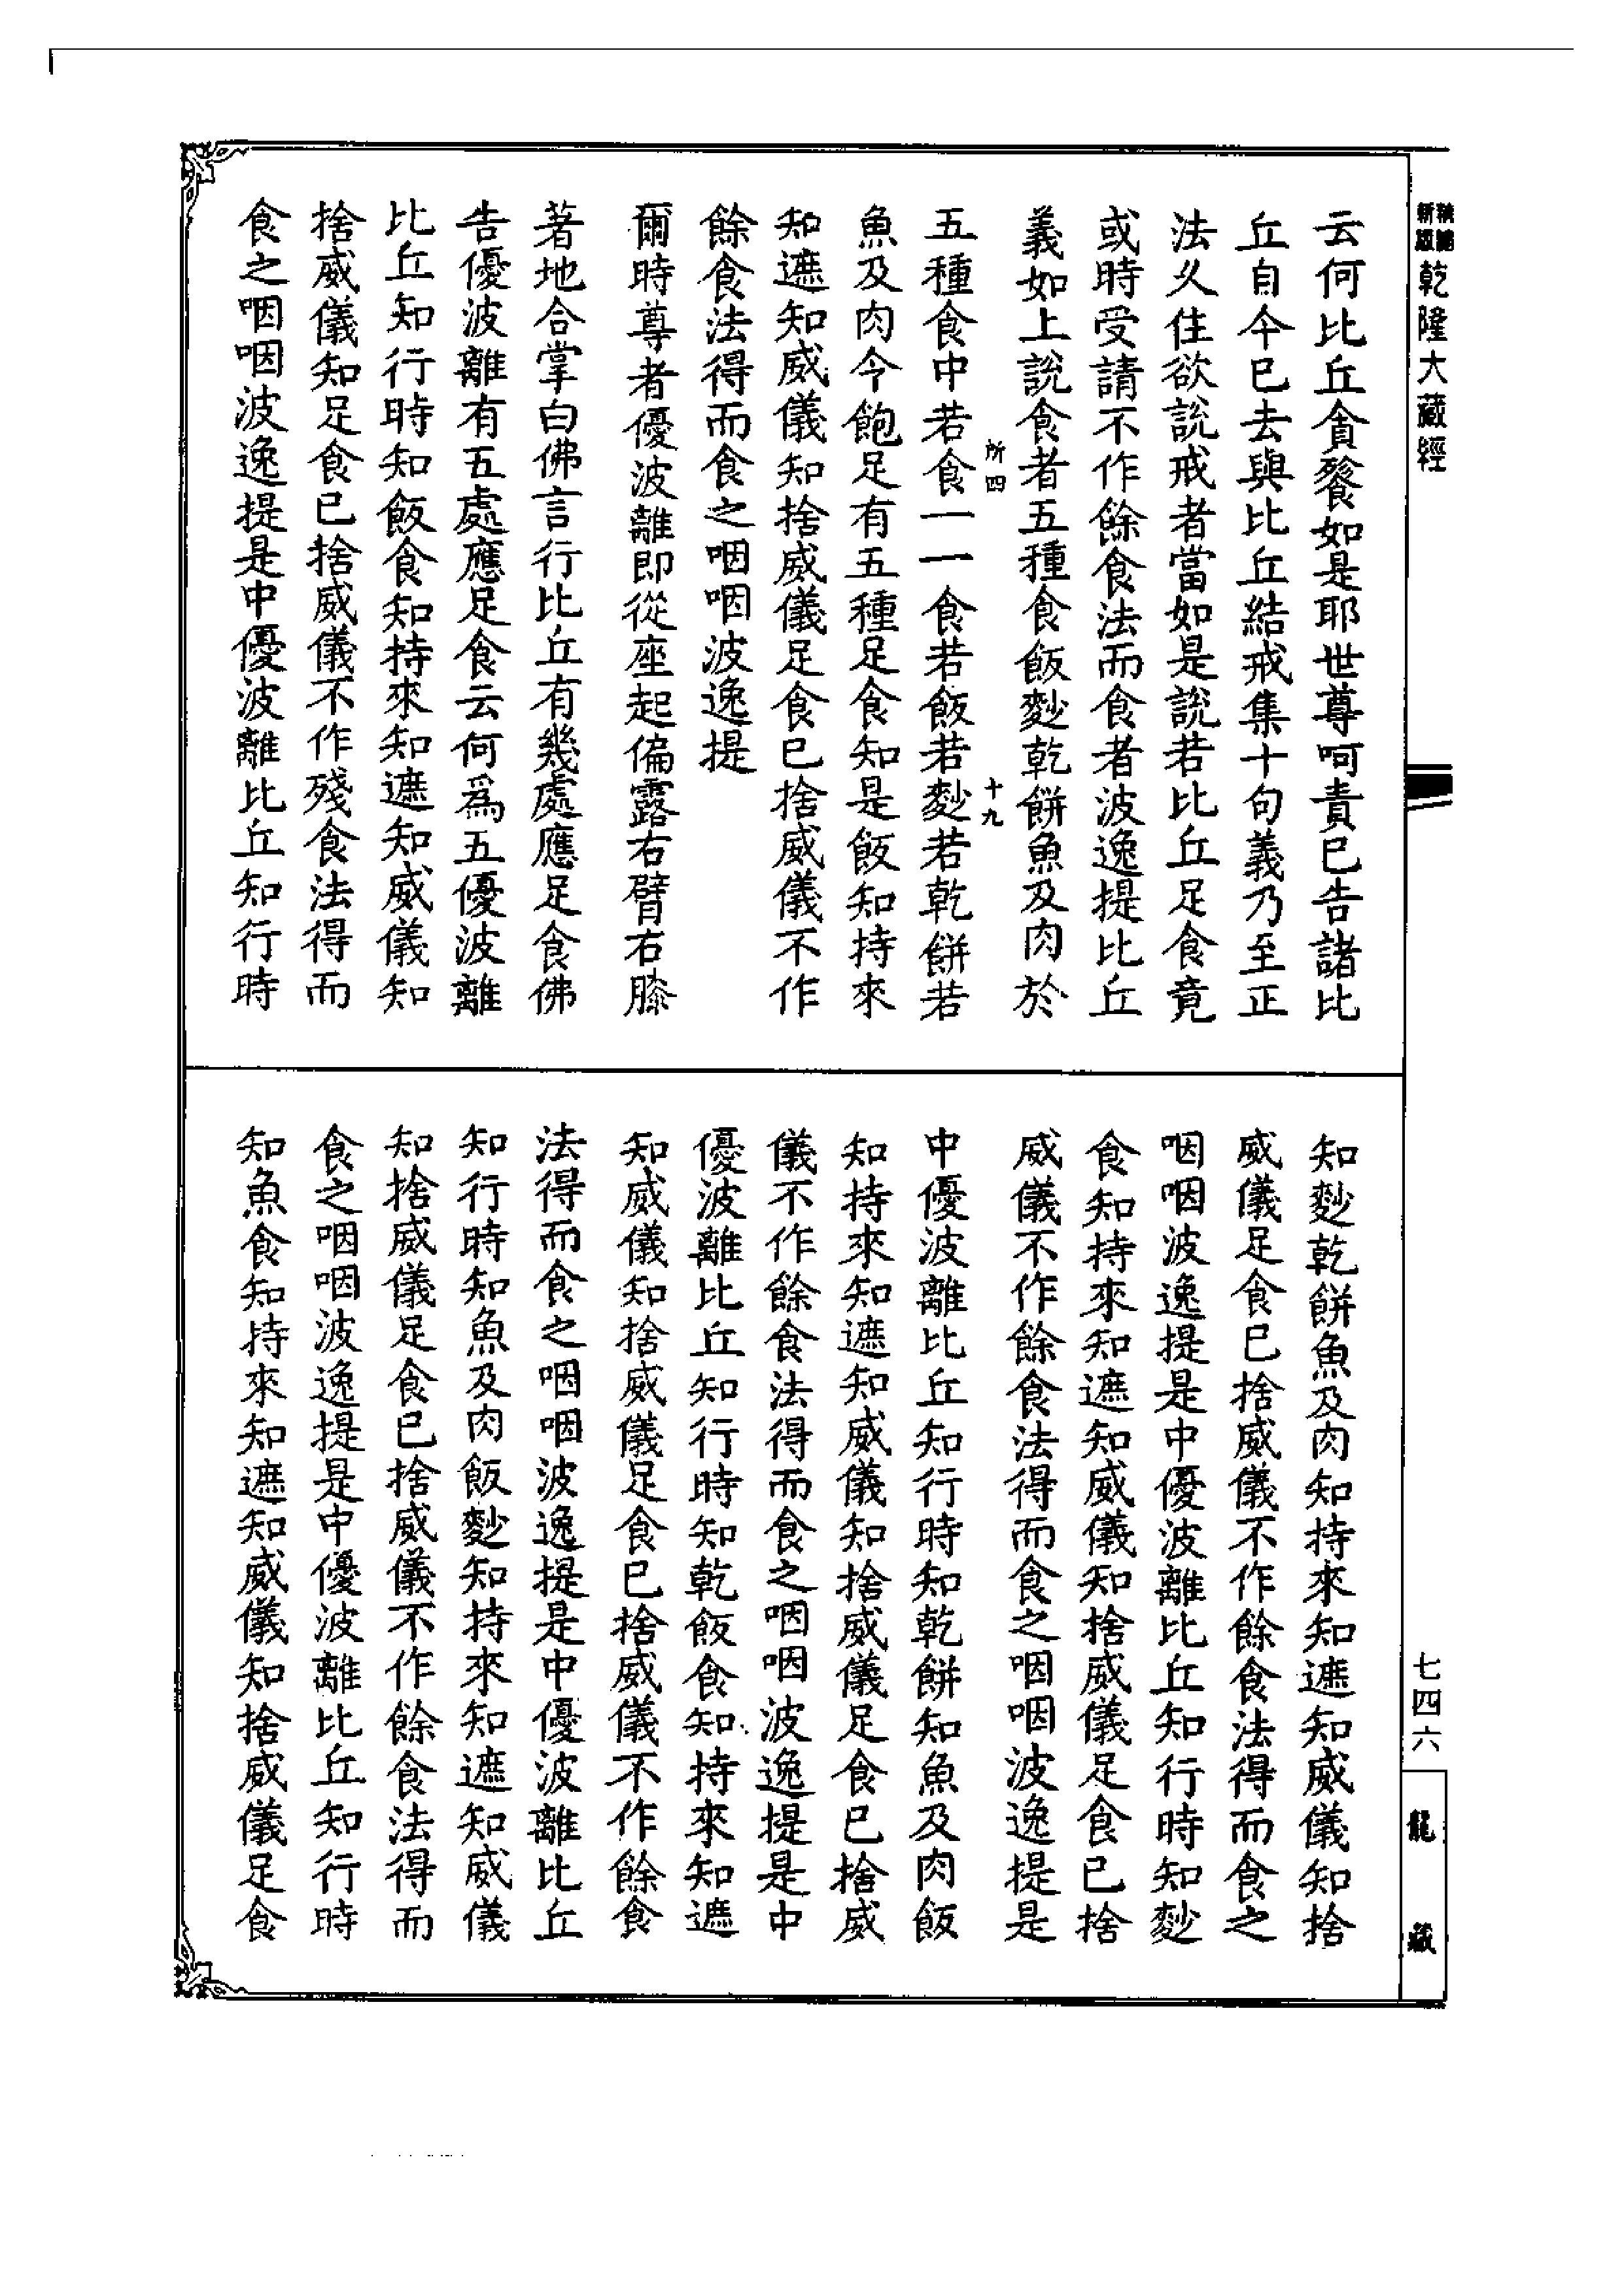 新編
新版
乾隆大藏經
云何比丘貪餮如是耶世尊呵責已告諸比
丘自今已去與比丘結戒集十句義乃至正
法久住欲說戒者當如是說若比丘足食竟
或時受請不作餘食法而食者波逸提比丘
義如上說食者五種食飯麨乾餅魚及肉於
所四
十九
五種食中若食一一食若飯若麨若乾餅若
魚及肉令飽足有五種足食知是飯知持來
知遮知威儀知捨威儀足食已捨威儀不作
餘食法得而食之咽咽波逸提
爾時尊者優波離即從座起偏露右臂右膝
著地合掌白佛言行比丘有幾處應足食佛
告優波離有五處應足食云何為五優波離
比丘知行時知飯食知持來知遮知威儀知
捨威儀知足食已捨威儀不作殘食法得而
食之咽咽波逸提是中優波離比丘知行時
知麨乾餅魚及肉知持來知遮知威儀知捨
威儀足食已捨威儀不作餘食法得而食之
咽咽波逸提是中優波離比丘知行時知麨
食知持來知遮知威儀知捨威儀足食已捨
威儀不作餘食法得而食之咽咽波逸提是
中優波離比丘知行時知乾餅知魚及肉飯
知持來知遮知威儀知捨威儀足食已捨威
儀不作餘食法得而食之咽咽波逸提是中
優波離比丘知行時知乾飯食知持來知遮
知威儀知捨威儀足食已捨威儀不作餘食
法得而食之咽咽波逸提是中優波離比丘
知行時知魚及肉飯麨知持來知遮知威儀
知捨威儀足食已捨威儀不作餘食法得而
食之咽咽波逸提是中優波離比丘知行時
知魚食知持來知遮知威儀知捨威儀足食
七四六
龍藏